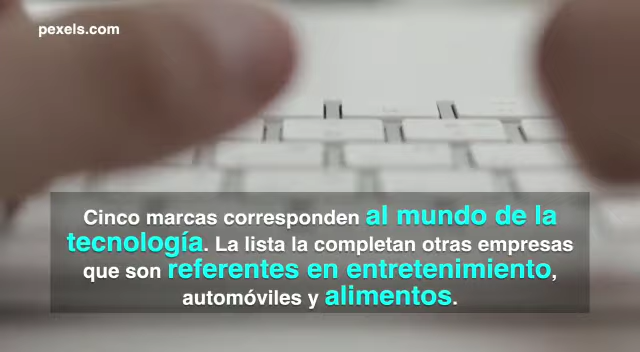 pexels.com
Cinco marcas corresponden al mundo de la
tecnología. La lista la completan otras empresas
que son referentes en entretenimiento,
automóviles y alimentos.